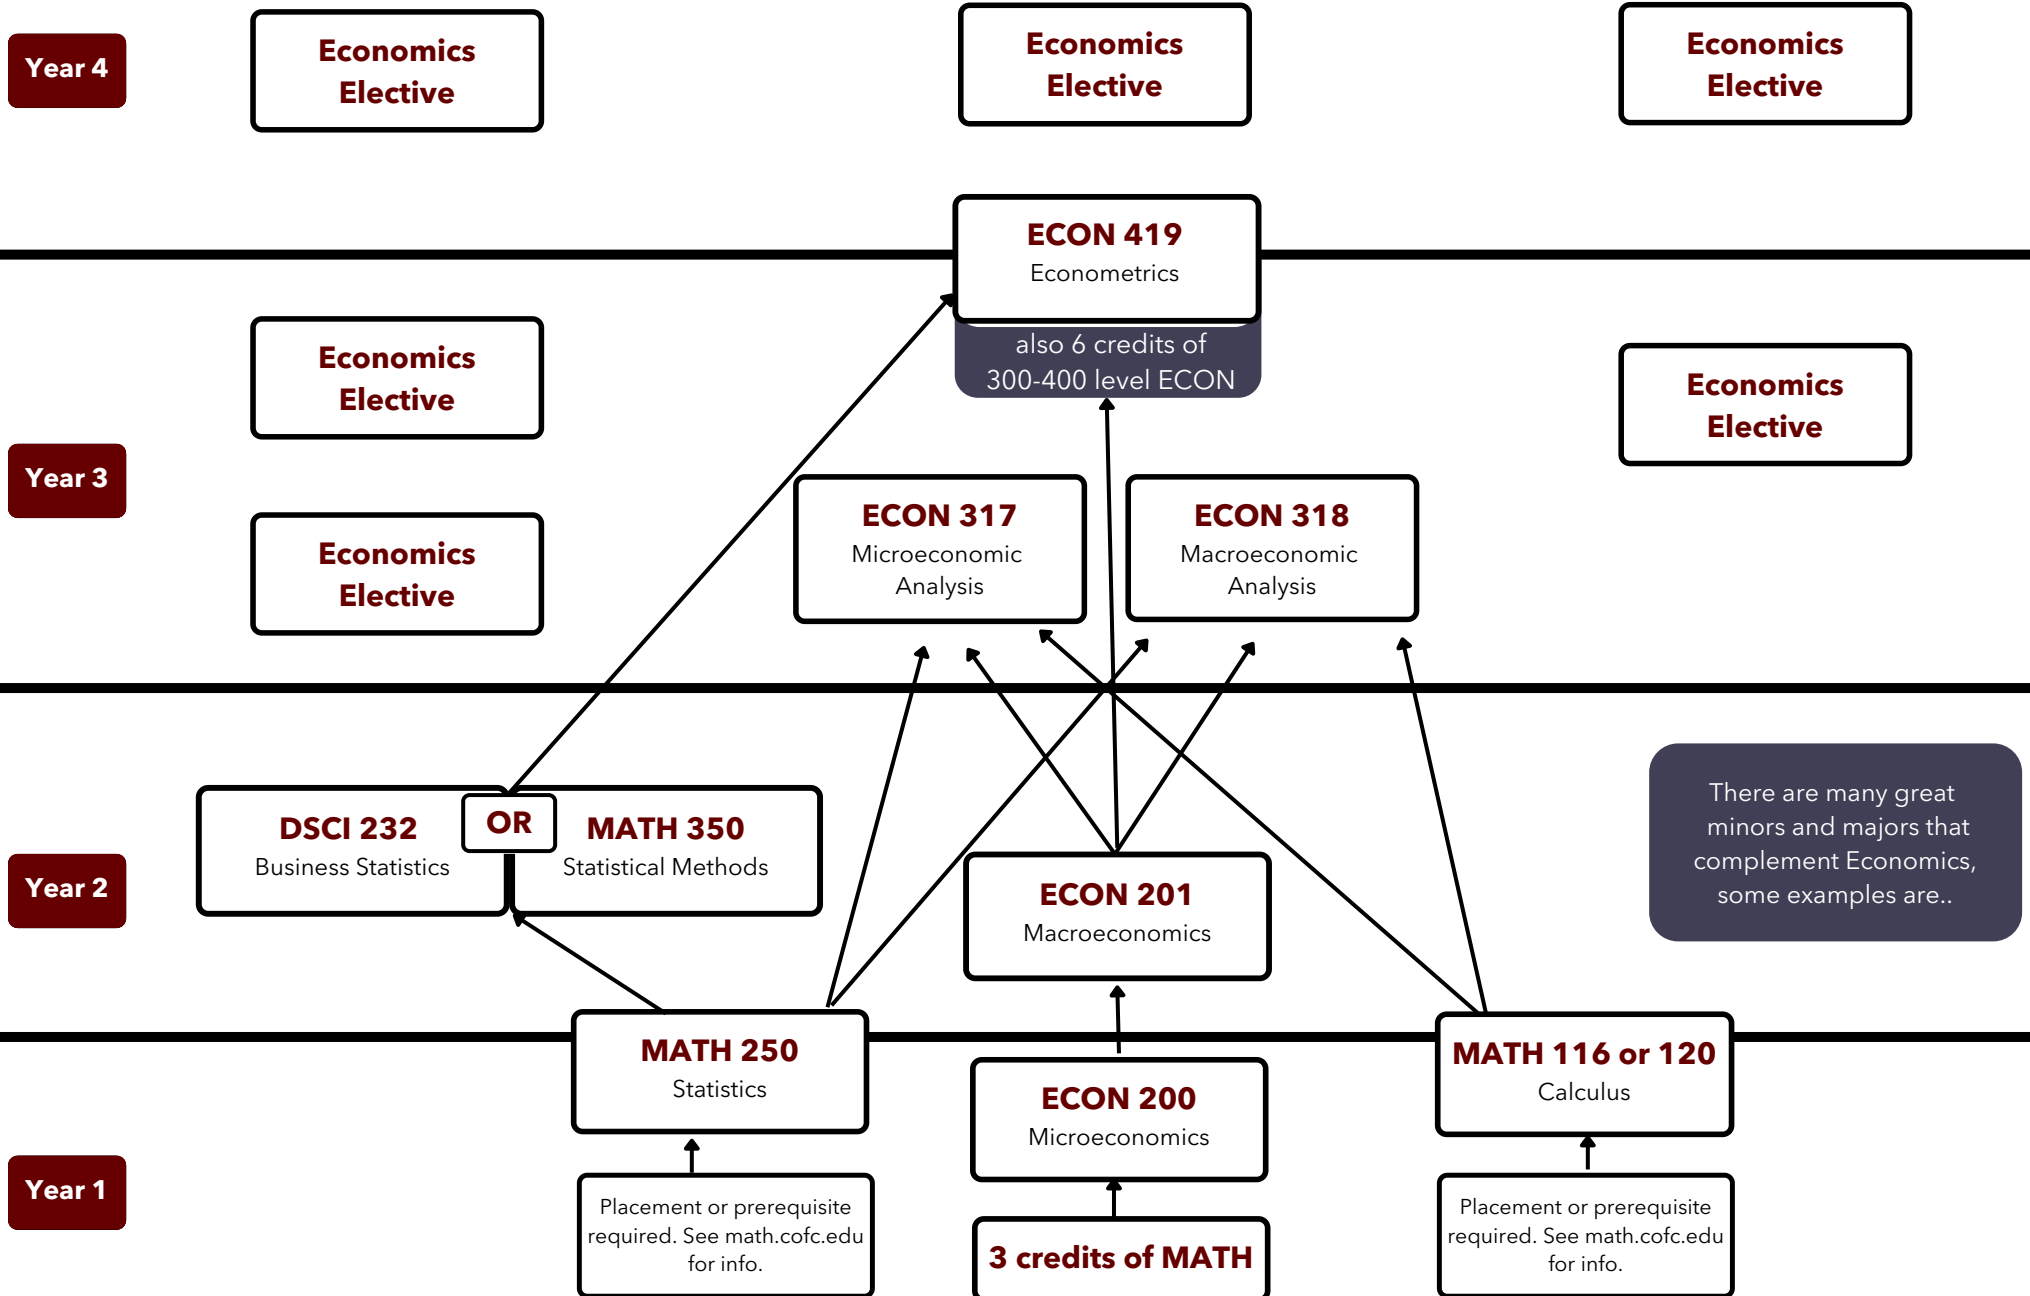 Year 4
Economics
Elective
Economics
Elective
Economics
Elective
ECON 419
Econometrics
also 6 credits of
300-400 level ECON
Year 3
Economics
Elective
Economics
Elective
Economics
Elective
ECON 317
Microeconomic
Analysis
ECON 318
Macroeconomic
Analysis
Year 2
DSCI 232
Business Statistics
OR
MATH 350
Statistical Methods
ECON 201
Macroeconomics
There are many great
minors and majors that
complement Economics,
some examples are..
Year 1
MATH 250
Statistics
ECON 200
Microeconomics
MATH 116 or 120
Calculus
Placement or prerequisite
required. See math.cofc.edu
for info.
3 credits of MATH
Placement or prerequisite
required. See math.cofc.edu
for info.